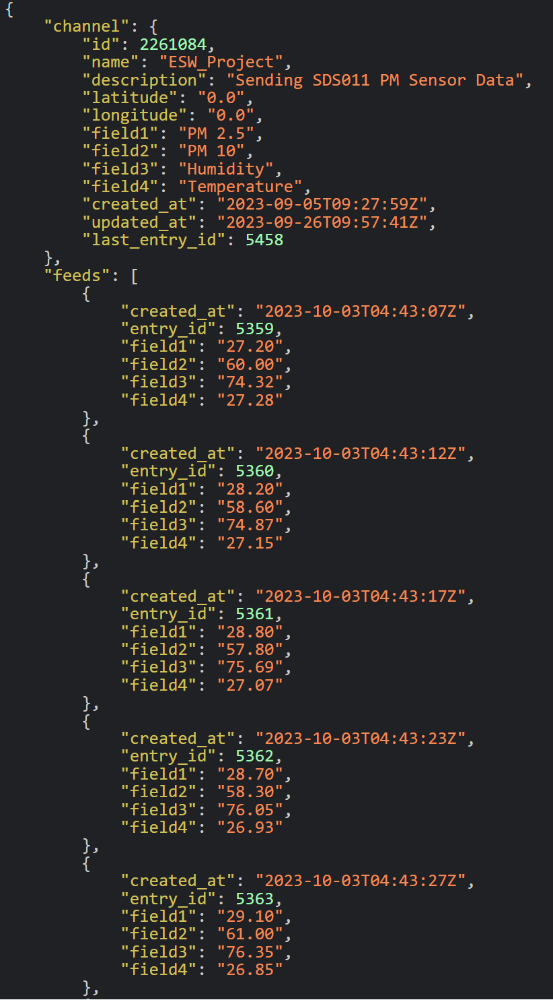 {
    "channel": {
        "id": 2261084,
        "name": "ESW_Project",
        "description": "Sending SDS011 PM Sensor Data",
        "latitude": "0.0",
        "longitude": "0.0",
        "field1": "PM 2.5",
        "field2": "PM 10",
        "field3": "Humidity",
        "field4": "Temperature",
        "created_at": "2023-09-05T09:27:59Z",
        "updated_at": "2023-09-26T09:57:41Z",
        "last_entry_id": 5458
    },
    "feeds": [
        {
            "created_at": "2023-10-03T04:43:07Z",
            "entry_id": 5359,
            "field1": "27.20",
            "field2": "60.00",
            "field3": "74.32",
            "field4": "27.28"
        },
        {
            "created_at": "2023-10-03T04:43:12Z",
            "entry_id": 5360,
            "field1": "28.20",
            "field2": "58.60",
            "field3": "74.87",
            "field4": "27.15"
        },
        {
            "created_at": "2023-10-03T04:43:17Z",
            "entry_id": 5361,
            "field1": "28.80",
            "field2": "57.80",
            "field3": "75.69",
            "field4": "27.07"
        },
        {
            "created_at": "2023-10-03T04:43:23Z",
            "entry_id": 5362,
            "field1": "28.70",
            "field2": "58.30",
            "field3": "76.05",
            "field4": "26.93"
        },
        {
            "created_at": "2023-10-03T04:43:27Z",
            "entry_id": 5363,
            "field1": "29.10",
            "field2": "61.00",
            "field3": "76.35",
            "field4": "26.85"
        },